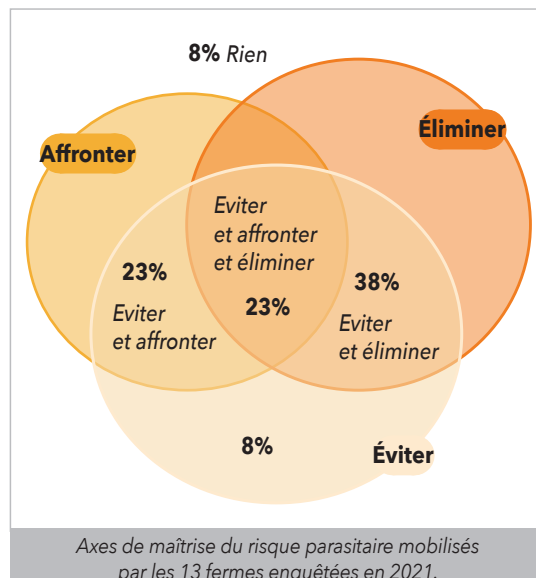 8% Rien
Affronter
Éliminer
Eviter
et affronter
et éliminer
23%
23%
Eviter
et affronter
38%
Eviter
et éliminer
8%
Éviter
Axes de maîtrise du risque parasitaire mobilisés
par les 13 fermes enquêtées en 2021.